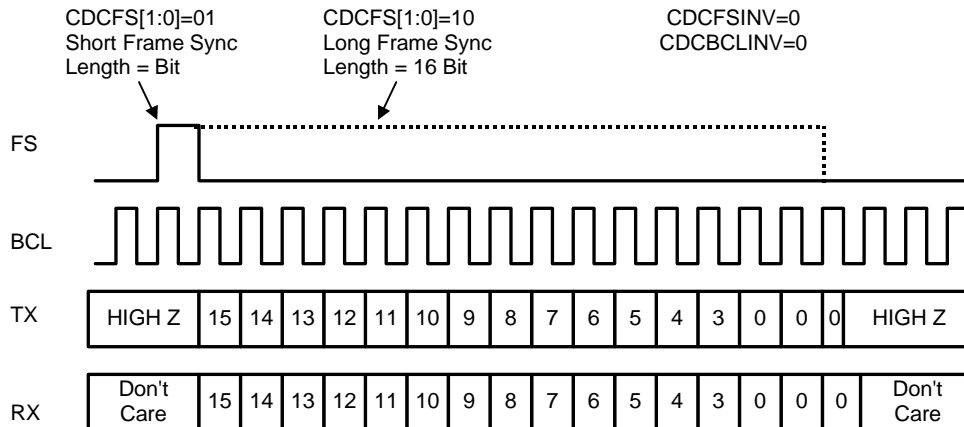 CDCFS[1:0]=01
Short Frame Sync
Length = Bit
CDCFS[1:0]=10
Long Frame Sync
Length = 16 Bit
CDCFSINV=0
CDCBCLINV=0
FS
BCL
TX HIGH Z 15 14 13 12 11 10 9 8 7 6 5 4 3 0 0 0 HIGH Z
RX Don't Care 15 14 13 12 11 10 9 8 7 6 5 4 3 0 0 0 Don't Care